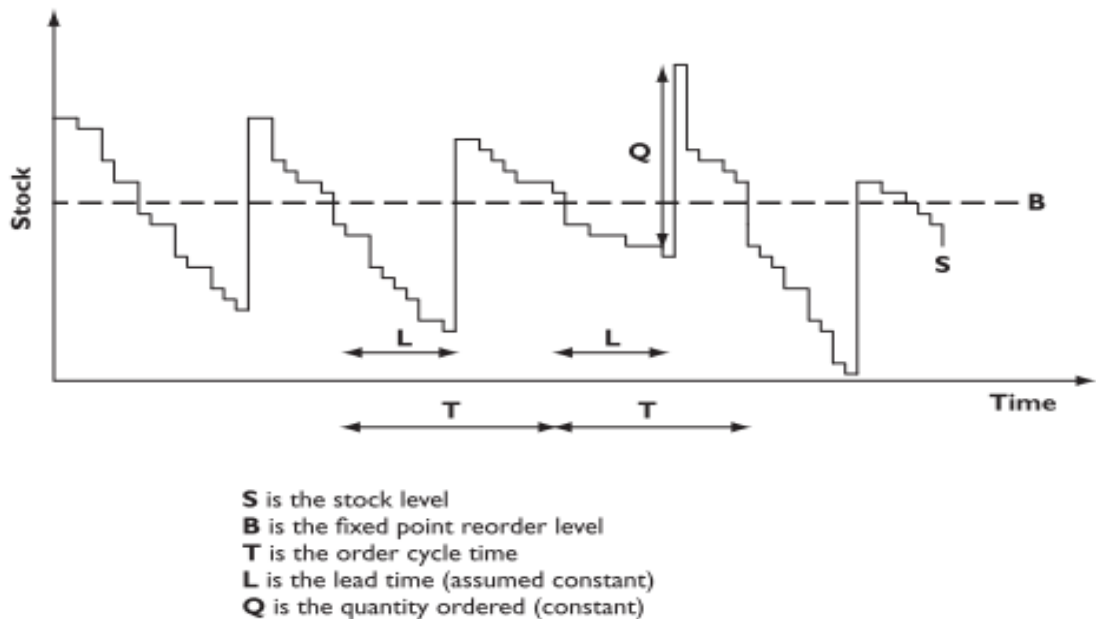 Stock
Q
B
S
L
L
Time
T
T
S is the stock level
B is the fixed point reorder level
T is the order cycle time
L is the lead time (assumed constant)
Q is the quantity ordered (constant)